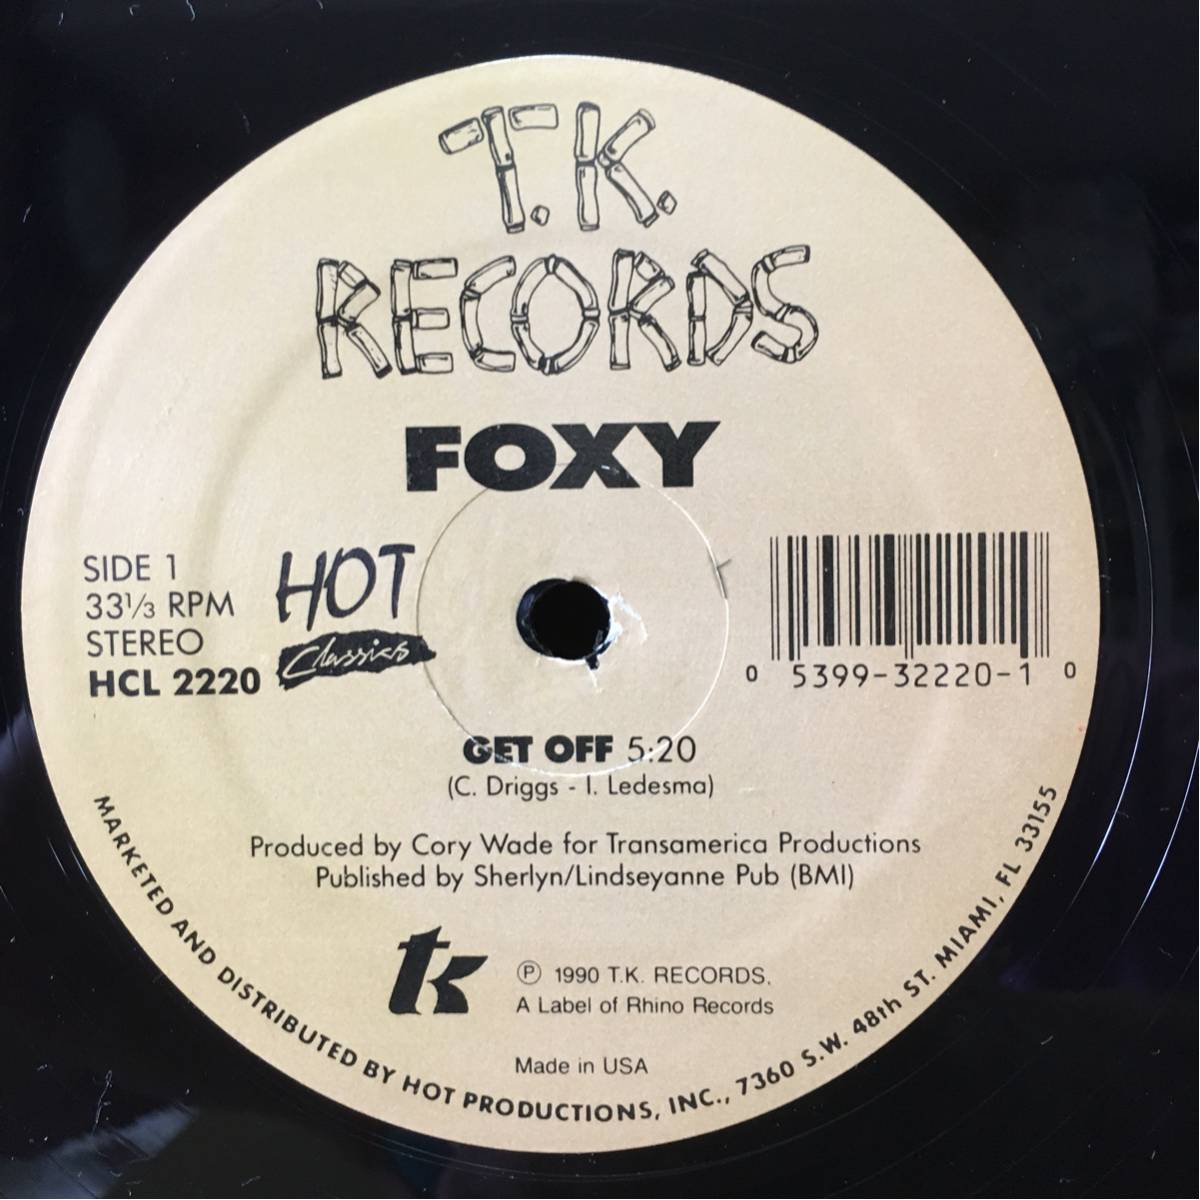 T.K.
RECORDS
FOXY
SIDE 1
33⅓ RPM
STEREO
HCL 2220
HOT
Classics
0 5399-32220-1 0
GET OFF 5:20
(C. Driggs - I. Ledesma)
Produced by Cory Wade for Transamerica Productions
Published by Sherlyn/Lindseyanne Pub (BMI)
tk
Ⓟ 1990 T.K. RECORDS.
A Label of Rhino Records
Made in USA
MARKETED AND DISTRIBUTED BY HOT PRODUCTIONS, INC., 7360 S.W. 48th ST. MIAMI, FL 33155